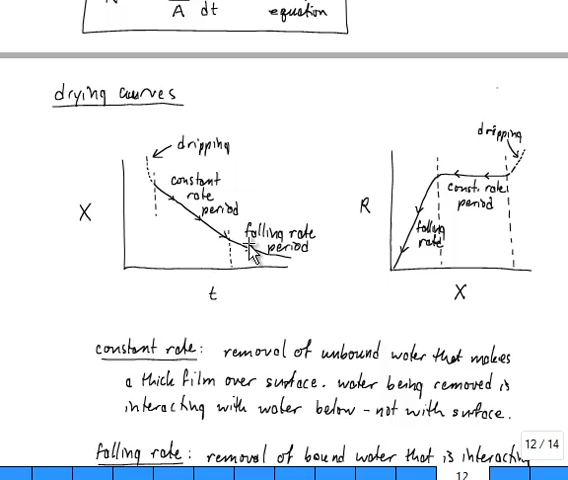 A dt equation
drying curves
dripping
constant
rate
period
falling rate
period
X
t
dripping
const. rate
period
falling
rate
R
X
constant rate: removal of unbound water that makes
a thick film over surface. water being removed is
interacting with water below - not with surface.
falling rate: removal of bound water that is interacting
12 / 14
12